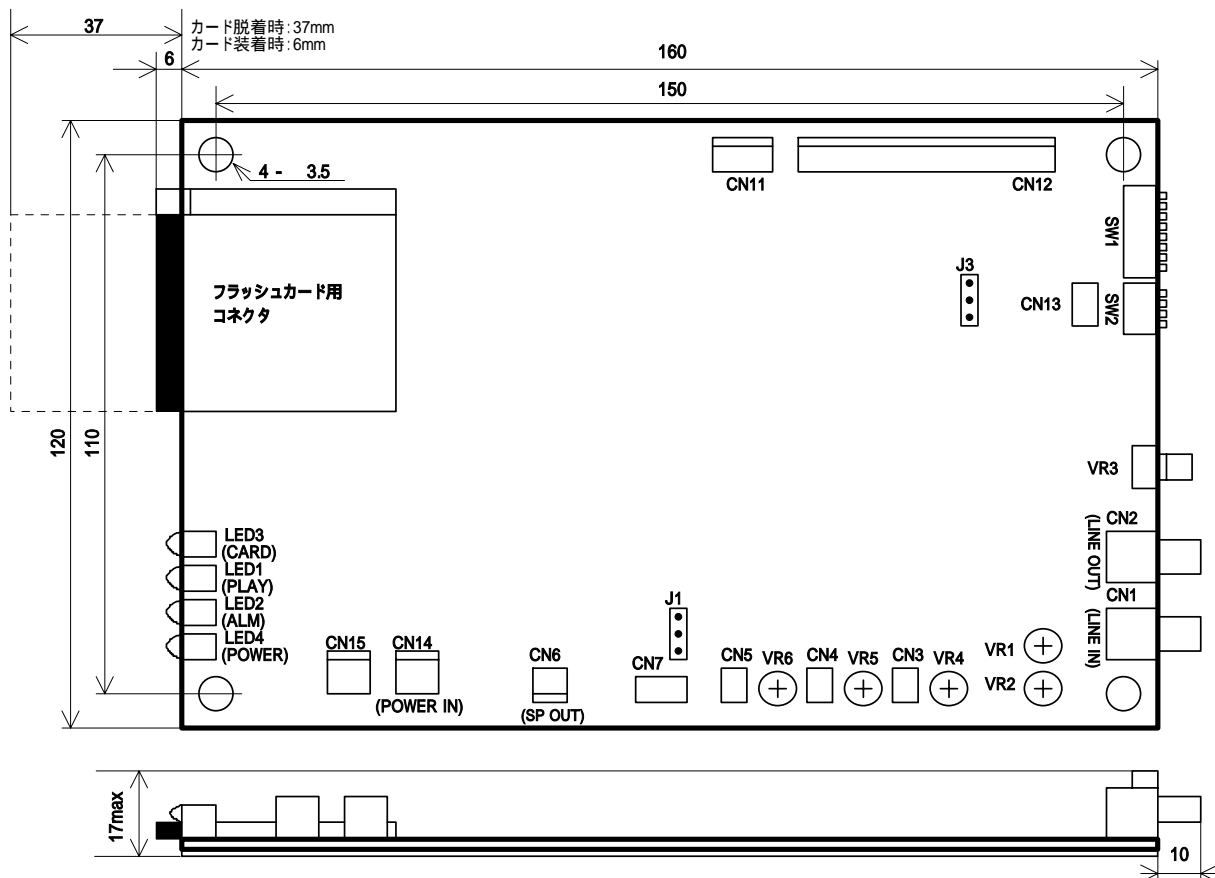 37
カード脱着時:37mm
カード装着時:6mm
6
160
150
4 - 3.5
CN11
CN12
SW1
J3
フラッシュカード用
コネクタ
CN13
SW2
120
110
VR3
LED3
(CARD)
CN2
(LINE OUT)
LED1
(PLAY)
LED2
(ALM)
J1
CN1
(LINE IN)
LED4
(POWER)
CN15
CN14
(POWER IN)
CN6
(SP OUT)
CN7
CN5
VR6
CN4
VR5
CN3
VR4
VR1
VR2
17max
10